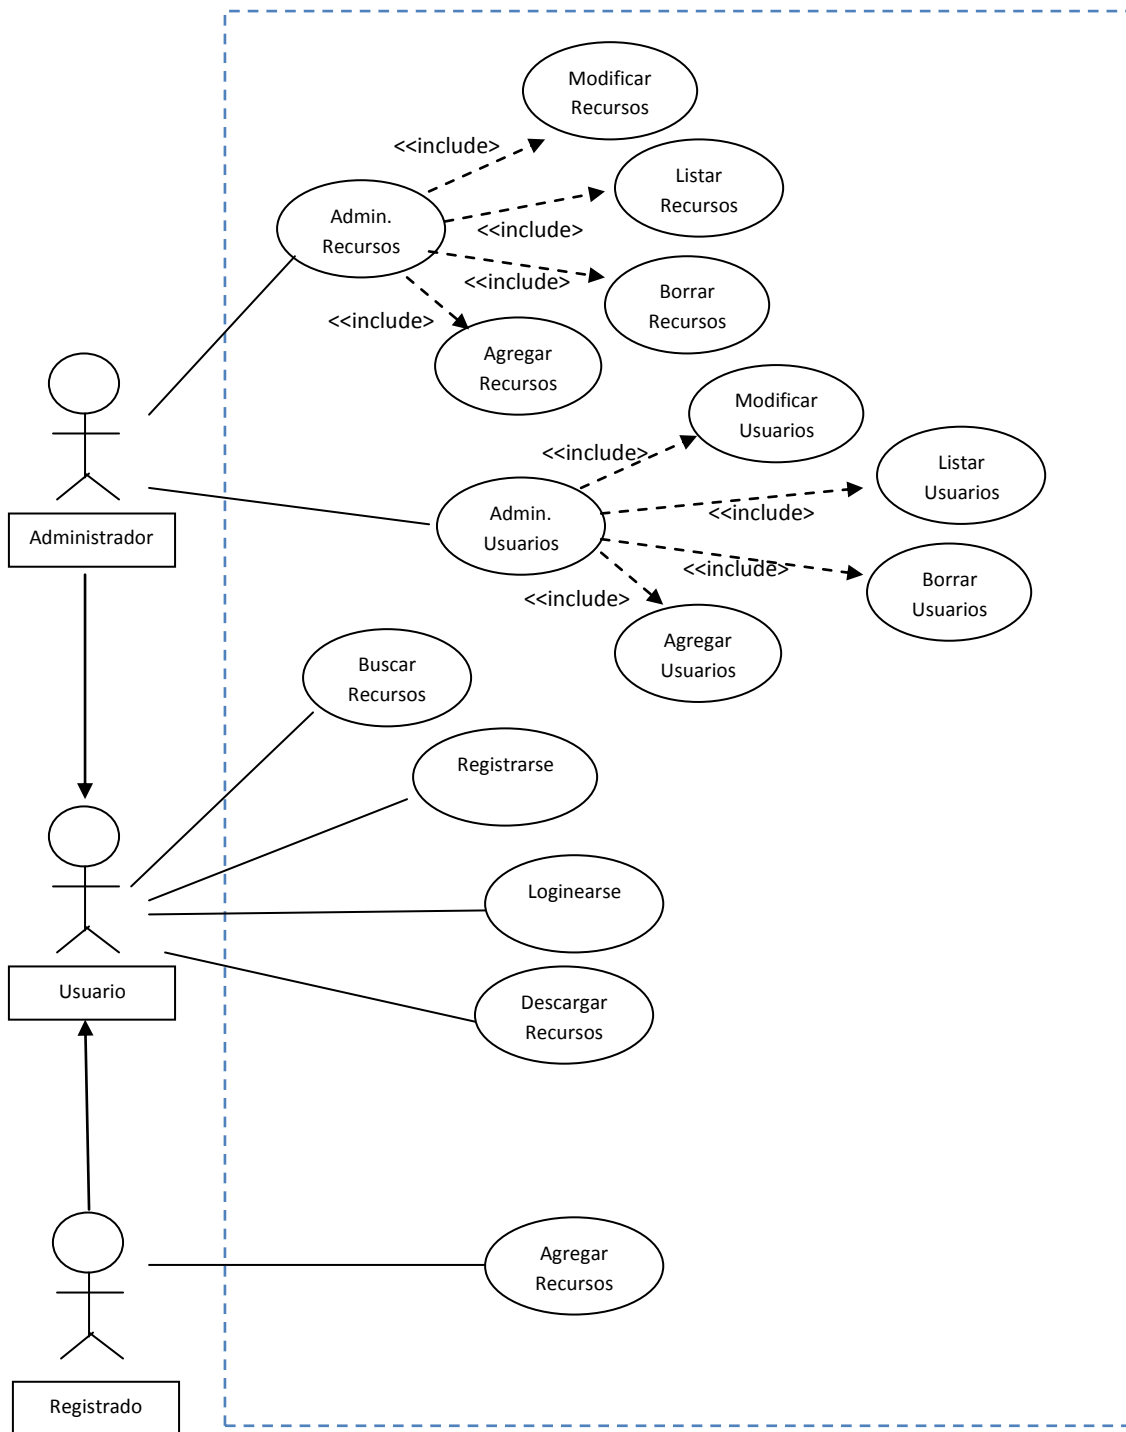 Modificar
Recursos
<<include>
Listar
Recursos
Admin.
Recursos
<<include>
<<include>
Borrar
Recursos
<<include>
Agregar
Recursos
Modificar
Usuarios
<<include>
Listar
Usuarios
Admin.
Usuarios
<<include>
Administrador
<<include>
Borrar
Usuarios
<<include>
Agregar
Usuarios
Buscar
Recursos
Registrarse
Loginearse
Usuario
Descargar
Recursos
Agregar
Recursos
Registrado